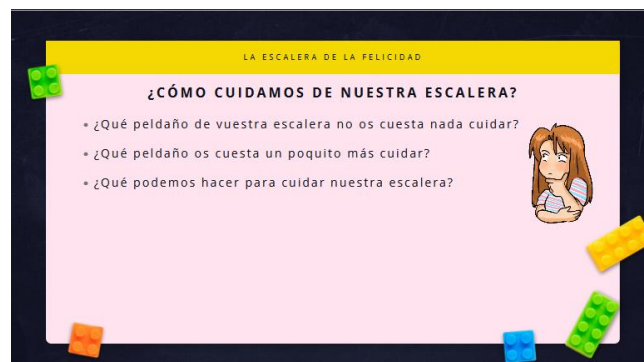 LA ESCALERA DE LA FELICIDAD
¿CÓMO CUIDAMOS DE NUESTRA ESCALERA?
• ¿Qué peldaño de vuestra escalera no os cuesta nada cuidar?
• ¿Qué peldaño os cuesta un poquito más cuidar?
• ¿Qué podemos hacer para cuidar nuestra escalera?